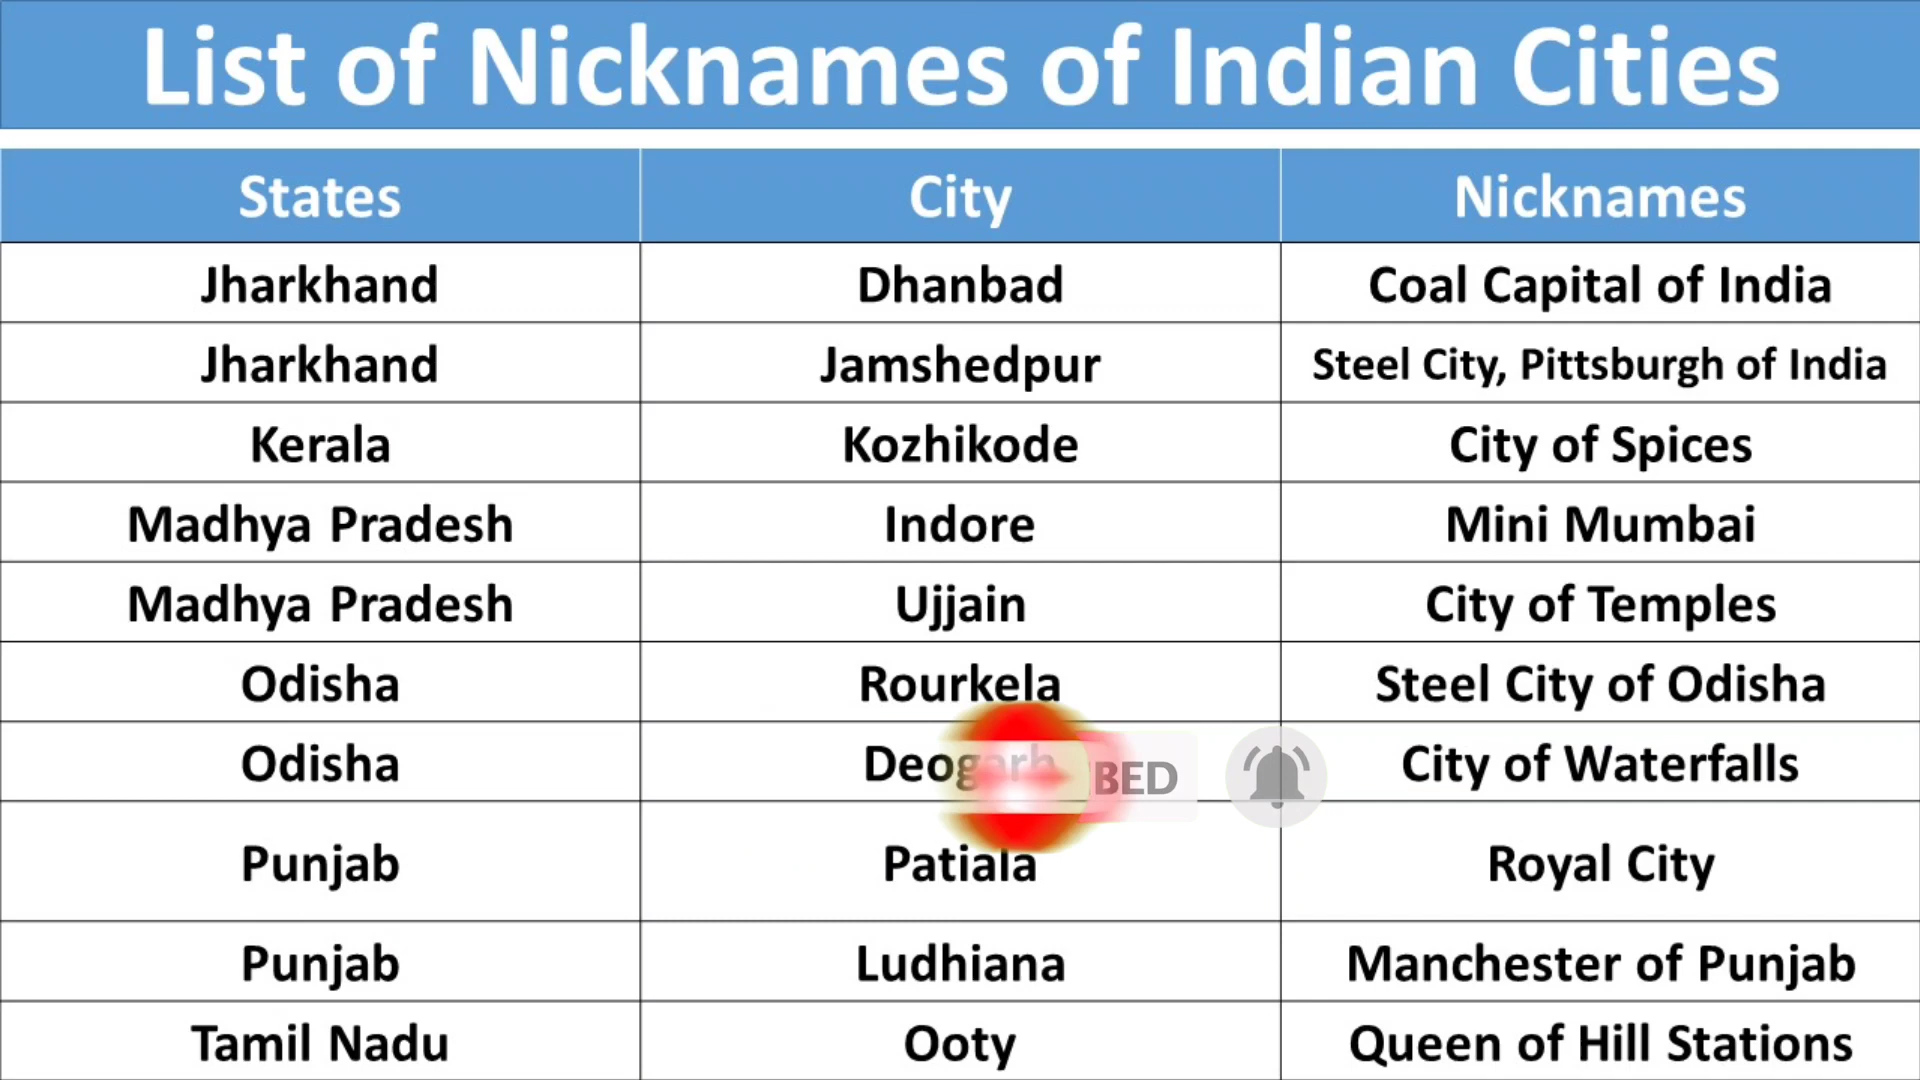 List of Nicknames of Indian Cities
States City Nicknames
Jharkhand Dhanbad Coal Capital of India
Jharkhand Jamshedpur Steel City, Pittsburgh of India
Kerala Kozhikode City of Spices
Madhya Pradesh Indore Mini Mumbai
Madhya Pradesh Ujjain City of Temples
Odisha Rourkela Steel City of Odisha
Odisha Deogarh BED City of Waterfalls
Punjab Patiala Royal City
Punjab Ludhiana Manchester of Punjab
Tamil Nadu Ooty Queen of Hill Stations